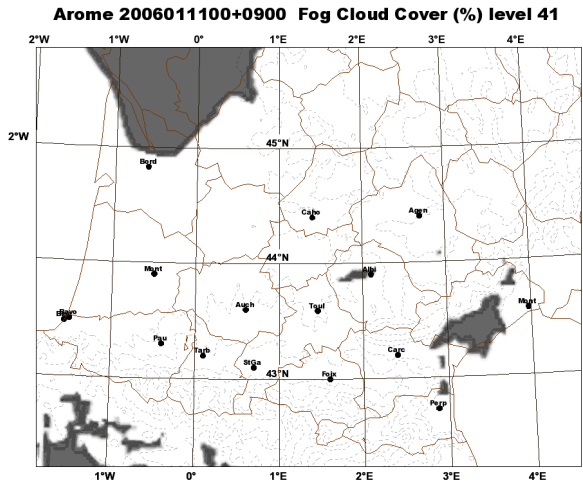 Arome 2006011100+0900 Fog Cloud Cover (%) level 41
2°W 1°W 0° 1°E 2°E 3°E 4°E
2°W
45°N
Bord
Caho Agen
44°N
Mont Albi
Auch Toul Mont
Bayo
Pau Tarb Carc
StGa
43°N
Foix
Perp
1°W 0° 1°E 2°E 3°E 4°E